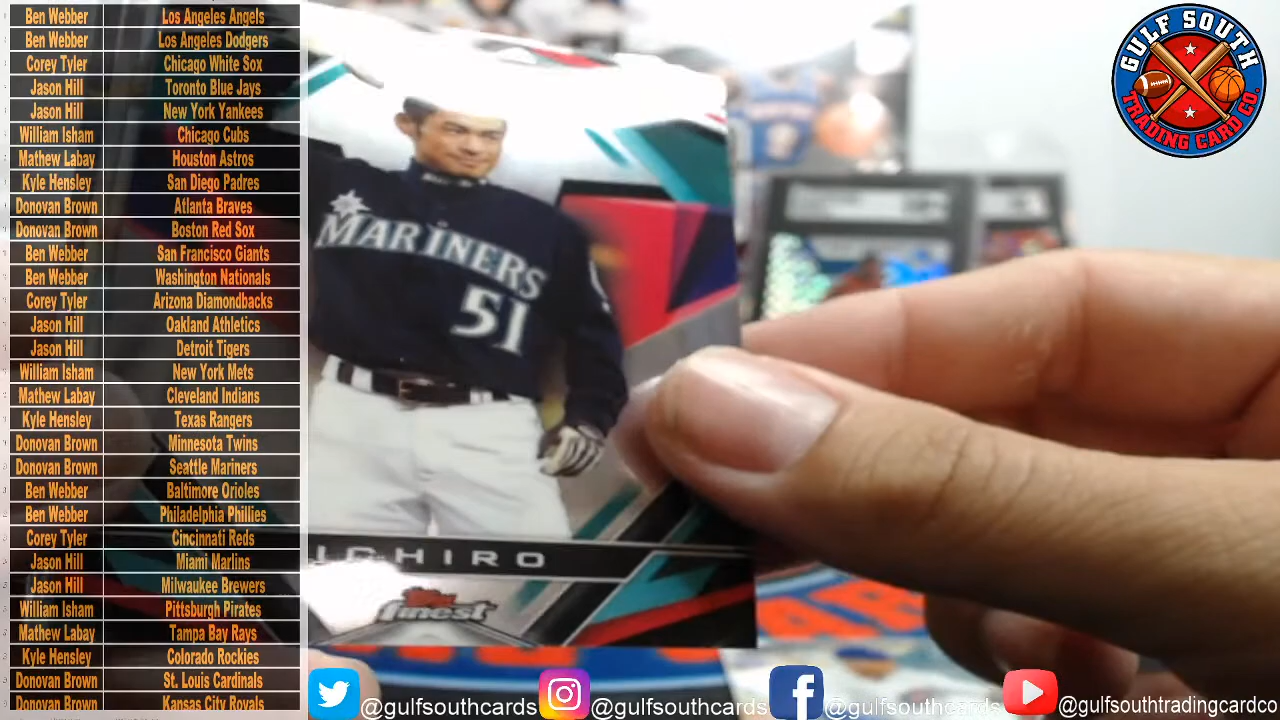 Ben Webber Los Angeles Angels
Ben Webber Los Angeles Dodgers
Corey Tyler Chicago White Sox
Jason Hill Toronto Blue Jays
Jason Hill New York Yankees
William Isham Chicago Cubs
Mathew Labay Houston Astros
Kyle Hensley San Diego Padres
Donovan Brown Atlanta Braves
Donovan Brown Boston Red Sox
Ben Webber San Francisco Giants
Ben Webber Washington Nationals
Corey Tyler Arizona Diamondbacks
Jason Hill Oakland Athletics
Jason Hill Detroit Tigers
William Isham New York Mets
Mathew Labay Cleveland Indians
Kyle Hensley Texas Rangers
Donovan Brown Minnesota Twins
Donovan Brown Seattle Mariners
Ben Webber Baltimore Orioles
Ben Webber Philadelphia Phillies
Corey Tyler Cincinnati Reds
Jason Hill Miami Marlins
Jason Hill Milwaukee Brewers
William Isham Pittsburgh Pirates
Mathew Labay Tampa Bay Rays
Kyle Hensley Colorado Rockies
Donovan Brown St. Louis Cardinals
Donovan Brown Kansas City Royals
MARINERS
51
ICHIRO
Topps
finest
GULF SOUTH
TRADING CARD CO.
@gulfsouthcards @gulfsouthcards @gulfsouthcards @gulfsouthtradingcardco